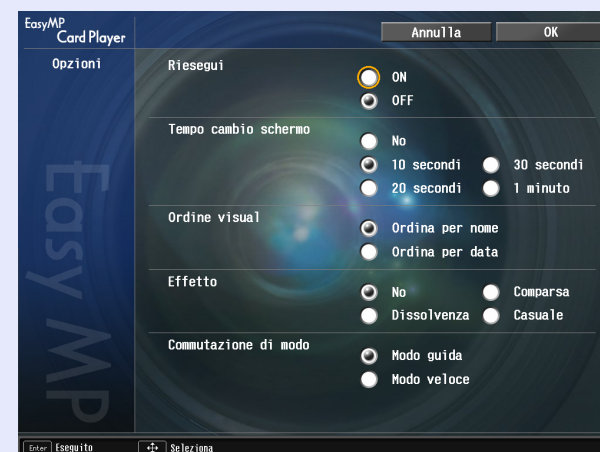 EasyMP
Card Player
Annulla
OK
Opzioni
Riesegui
ON
OFF
Tempo cambio schermo
No
10 secondi
30 secondi
20 secondi
1 minuto
Ordine visual
Ordina per nome
Ordina per data
Effetto
No
Comparsa
Dissolvenza
Casuale
Commutazione di modo
Modo guida
Modo veloce
Easy MP
Enter Eseguito
Seleziona